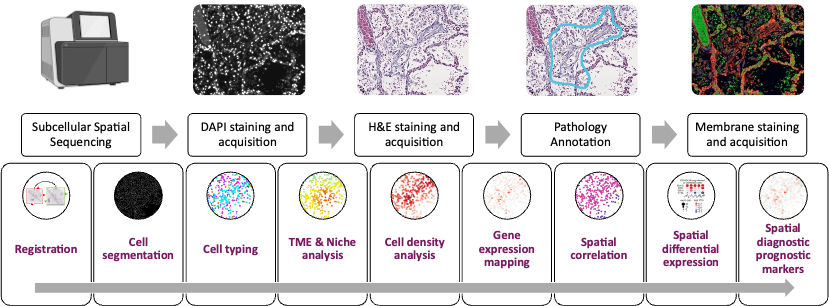 Subcellular Spatial
Sequencing
DAPI staining and
acquisition
H&E staining and
acquisition
Pathology
Annotation
Membrane staining
and acquisition
Registration
Cell
segmentation
Cell typing
TME & Niche
analysis
Cell density
analysis
Gene
expression
mapping
Spatial
correlation
Spatial
differential
expression
Spatial
diagnostic
prognostic
markers